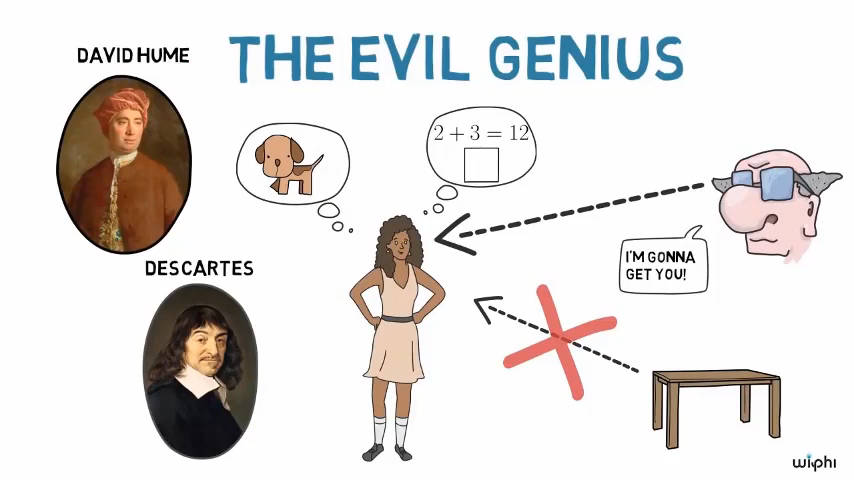 THE EVIL GENIUS
DAVID HUME
2 + 3 = 12
DESCARTES
I'M GONNA
GET YOU!
wiphi